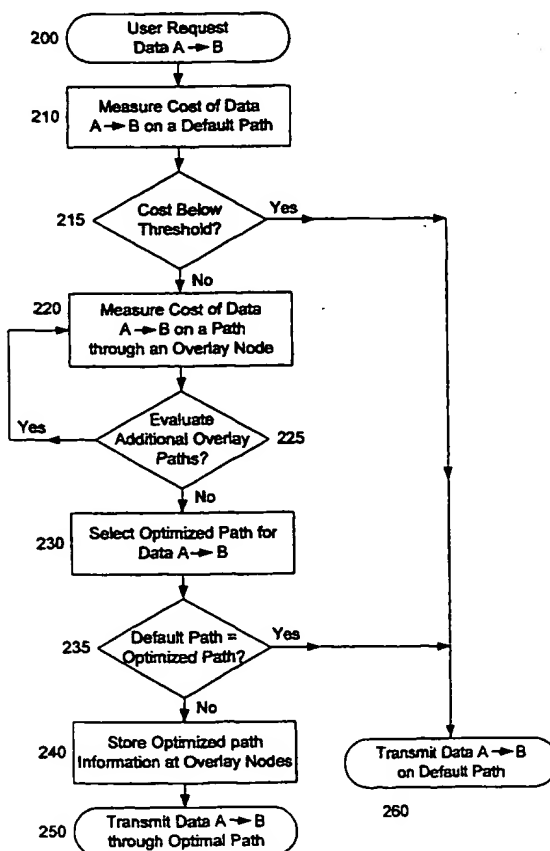 200
User Request
Data A → B
210
Measure Cost of Data
A → B on a Default Path
215
Cost Below
Threshold?
Yes
No
220
Measure Cost of Data
A → B on a Path
through an Overlay Node
Yes
Evaluate
Additional Overlay
Paths?
225
No
230
Select Optimized Path for
Data A → B
235
Default Path =
Optimized Path?
Yes
No
240
Store Optimized path
Information at Overlay Nodes
Transmit Data A → B
on Default Path
260
250
Transmit Data A → B
through Optimal Path